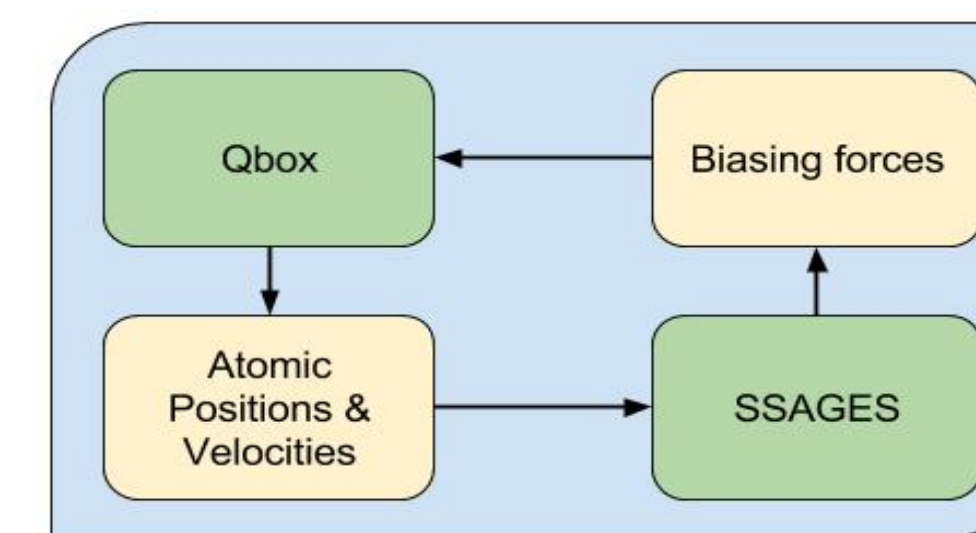 Qbox
Biasing forces
Atomic
Positions &
Velocities
SSAGES